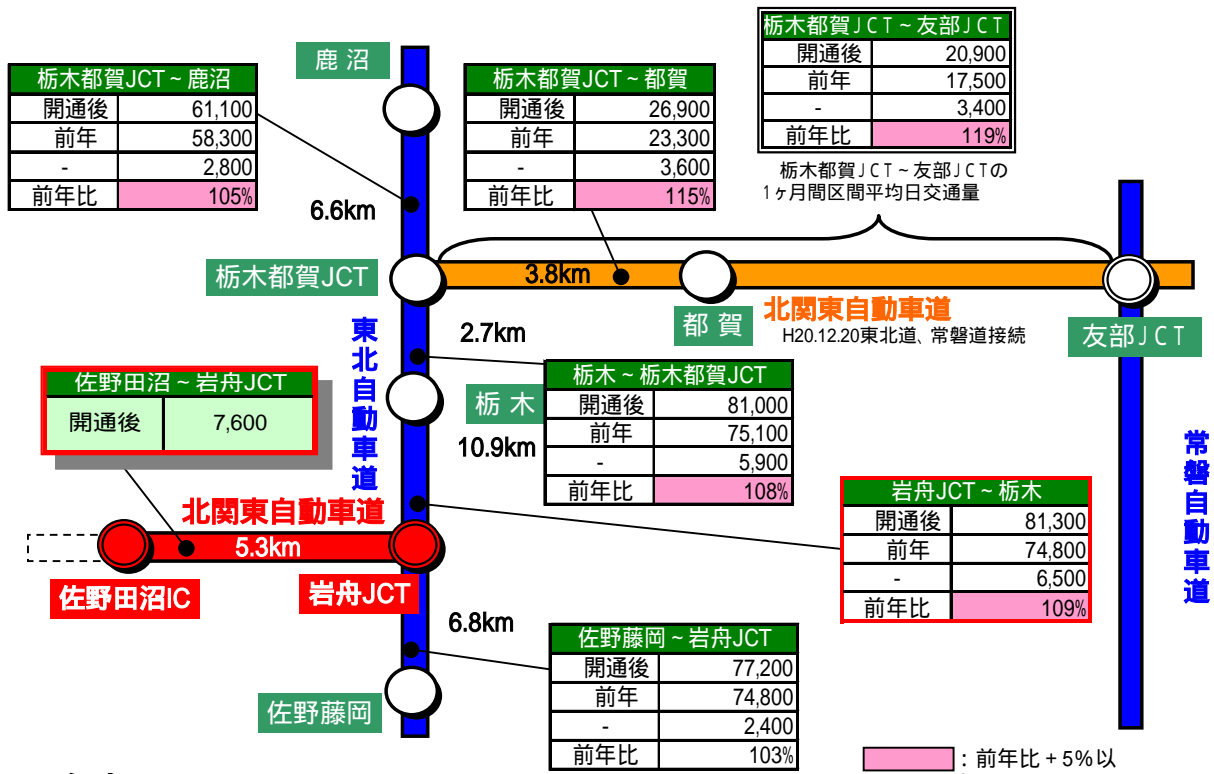 鹿沼
栃木都賀JCT～鹿沼
開通後 61,100
前年 58,300
- 2,800
前年比 105%
6.6km
栃木都賀JCT～都賀
開通後 26,900
前年 23,300
- 3,600
前年比 115%
栃木都賀JCT～友部JCT
開通後 20,900
前年 17,500
- 3,400
前年比 119%
栃木都賀JCT～友部JCTの
1ヶ月間区間平均日交通量
栃木都賀JCT
3.8km
都賀
北関東自動車道
H20.12.20東北道、常磐道接続
友部JCT
東北自動車道
2.7km
栃木～栃木都賀JCT
開通後 81,000
前年 75,100
- 5,900
前年比 108%
佐野田沼～岩舟JCT
開通後 7,600
栃木
10.9km
常磐自動車道
岩舟JCT～栃木
開通後 81,300
前年 74,800
- 6,500
前年比 109%
北関東自動車道
5.3km
佐野田沼IC
岩舟JCT
6.8km
佐野藤岡～岩舟JCT
開通後 77,200
前年 74,800
- 2,400
前年比 103%
佐野藤岡
：前年比+5%以